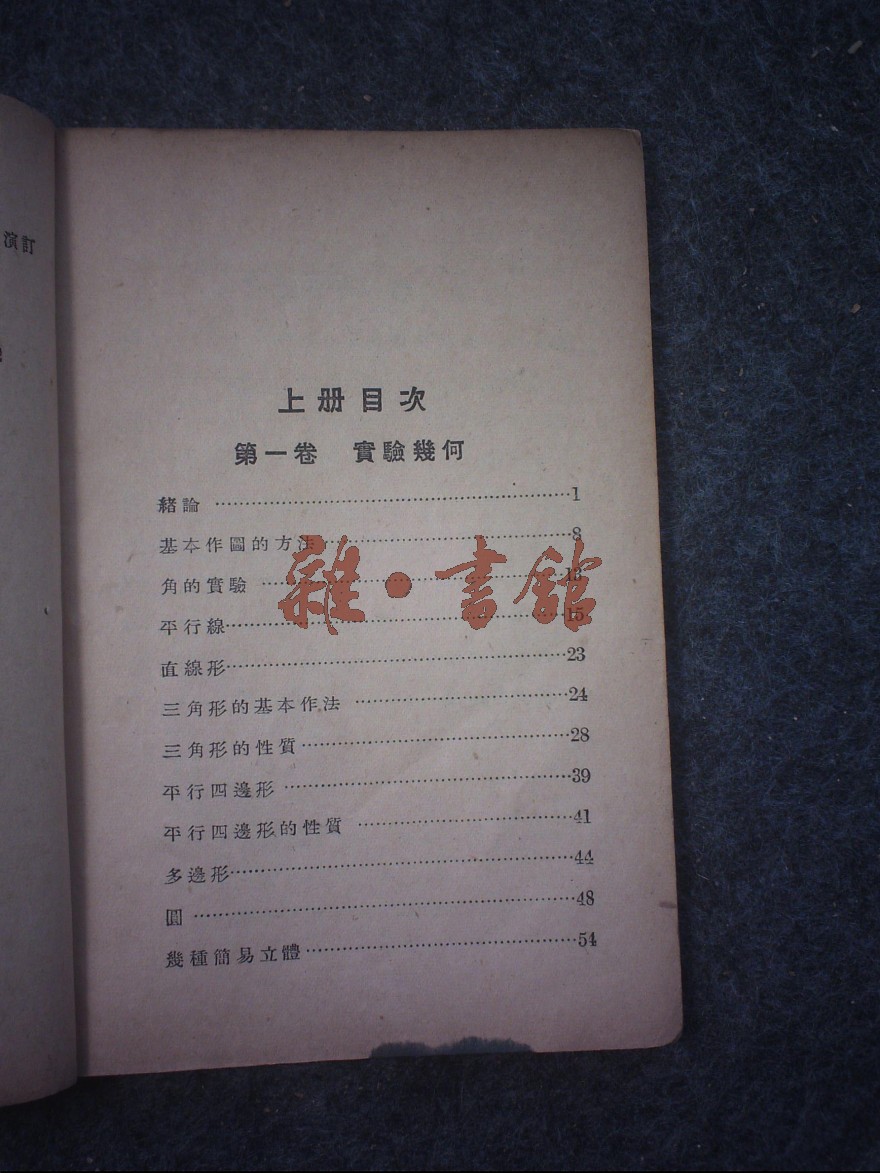 演訂
上册目次
第一卷 實驗幾何
緒論 ……1
基本作圖的方法 ……8
角的實驗 ……13
平行線……15
直線形……23
三角形的基本作法 ……24
三角形的性質……28
平行四邊形 ……39
平行四邊形的性質 ……41
多邊形……44
圓 ……48
幾種簡易立體……54
雜·書館